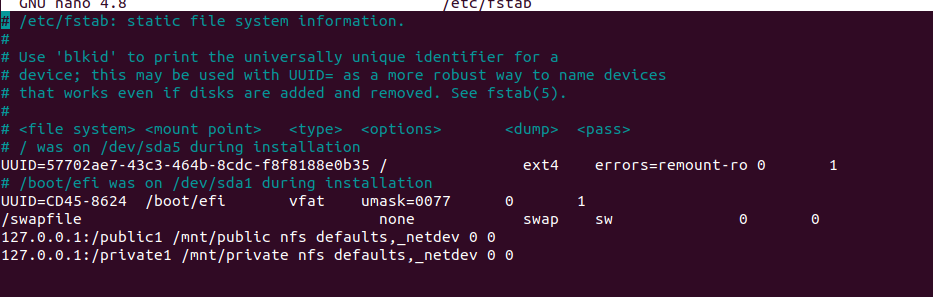 GNU nano 4.8 /etc/fstab
# /etc/fstab: static file system information.
#
# Use 'blkid' to print the universally unique identifier for a
# device; this may be used with UUID= as a more robust way to name devices
# that works even if disks are added and removed. See fstab(5).
#
# <file system> <mount point>   <type>  <options>       <dump>  <pass>
# / was on /dev/sda5 during installation
UUID=57702ae7-43c3-464b-8cdc-f8f8188e0b35 /               ext4    errors=remount-ro 0       1
# /boot/efi was on /dev/sda1 during installation
UUID=CD45-8624  /boot/efi       vfat    umask=0077      0       1
/swapfile                                 none            swap    sw              0       0
127.0.0.1:/public1 /mnt/public nfs defaults,_netdev 0 0
127.0.0.1:/private1 /mnt/private nfs defaults,_netdev 0 0